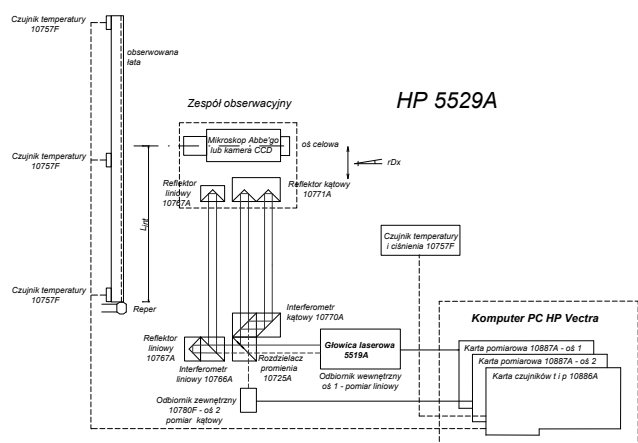 Czujnik temperatury
10757F
obserwowana
łata
Zespół obserwacyjny
HP 5529A
Mikroskop Abbe'go
lub kamera CCD
oś celowa
rDx
Czujnik temperatury
10757F
Reflektor
liniowy
10767A
Reflektor kątowy
10771A
Lint
Czujnik temperatury
i ciśnienia 10757F
Czujnik temperatury
10757F
Reper
Interferometr
kątowy 10770A
Komputer PC HP Vectra
Reflektor
liniowy
10767A
Interferometr
liniowy 10766A
Rozdzielacz
promienia
10725A
Głowica laserowa
5519A
Odbiornik wewnętrzny
oś 1 - pomiar liniowy
Karta pomiarowa 10887A - oś 1
Karta pomiarowa 10887A - oś 2
Karta czujników t i p 10886A
Odbiornik zewnętrzny
10780F - oś 2
pomiar kątowy